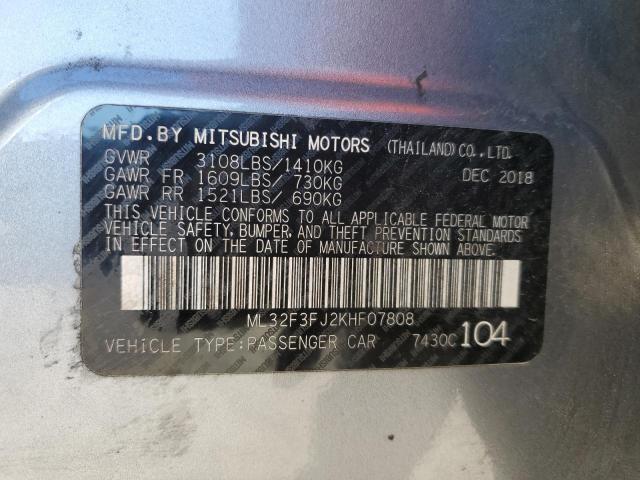 MFD.BY MITSUBISHI MOTORS (THAILAND) CO., LTD.
GVWR 3108LBS/1410KG DEC 2018
GAWR FR 1609LBS/ 730KG
GAWR RR 1521LBS/ 690KG
THIS VEHICLE CONFORMS TO ALL APPLICABLE FEDERAL MOTOR
VEHICLE SAFETY, BUMPER, AND THEFT PREVENTION STANDARDS
IN EFFECT ON THE DATE OF MANUFACTURE SHOWN ABOVE.
ML32F3FJ2KHF07808
VEHICLE TYPE:PASSENGER CAR 7430C 104